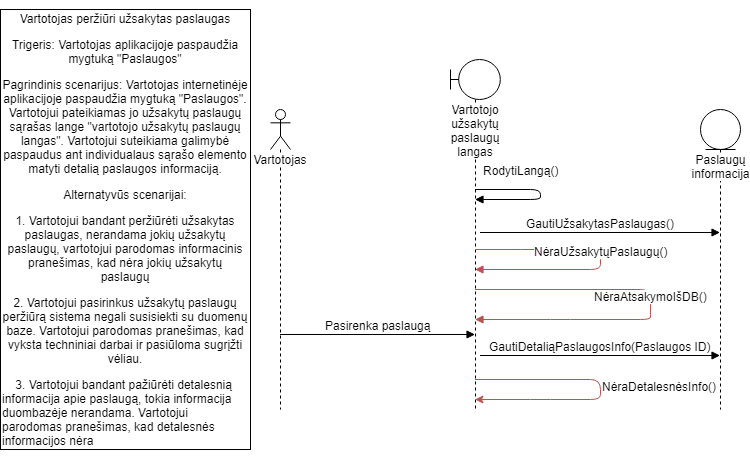 Vartotojas peržiūri užsakytas paslaugas
Trigeris: Vartotojas aplikacijoje paspaudžia
mygtuką "Paslaugos"
Pagrindinis scenarijus: Vartotojas internetinėje
aplikacijoje paspaudžia mygtuką "Paslaugos".
Vartotojui pateikiamas jo užsakytų paslaugų
sąrašas lange "vartotojo užsakytų paslaugų
langas". Vartotojui suteikiama galimybė
paspaudus ant individualaus sąrašo elemento
matyti detalią paslaugos informaciją.
Alternatyvūs scenarijai:
1. Vartotojui bandant peržiūrėti užsakytas
paslaugas, nerandama jokių užsakytų
paslaugų, vartotojui parodomas informacinis
pranešimas, kad nėra jokių užsakytų
paslaugų
2. Vartotojui pasirinkus užsakytų paslaugų
peržiūrą sistema negali susisiekti su duomenų
baze. Vartotojui parodomas pranešimas, kad
vyksta techniniai darbai ir pasiūloma sugrįžti
vėliau.
3. Vartotojui bandant pažiūrėti detalesnią
informacija apie paslaugą, tokia informacija
duombazėje nerandama. Vartotojui
parodomas pranešimas, kad detalesnės
informacijos nėra
Vartotojas
Vartotojo
užsakytų
paslaugų
langas
Paslaugų
informacija
RodytiLangą()
GautiUžsakytasPaslaugas()
NėraUžsakytųPaslaugų()
NėraAtsakymoIšDB()
Pasirenka paslaugą
GautiDetaliąPaslaugosInfo(Paslaugos ID)
NėraDetalesnėsInfo()